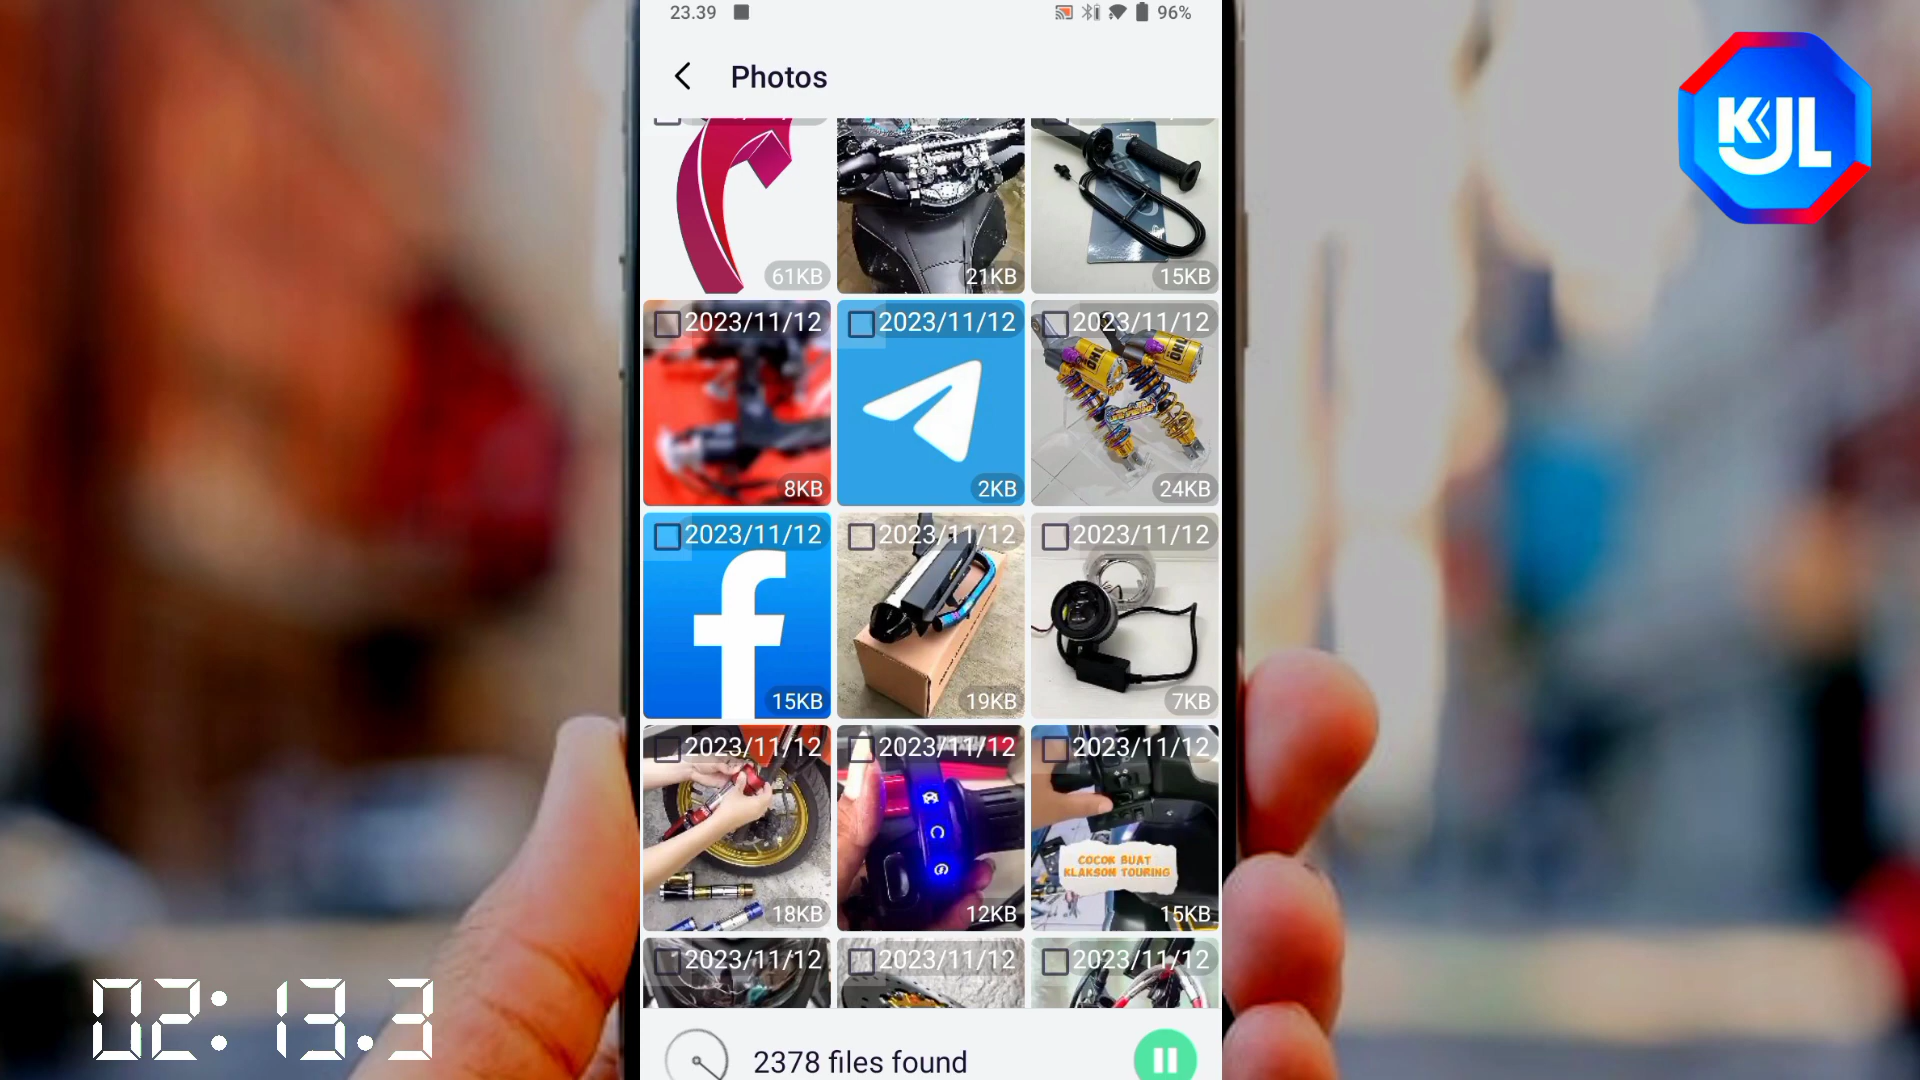 23.39
96%
KJL
Photos
61KB
21KB
15KB
2023/11/12
2023/11/12
2023/11/12
8KB
2KB
24KB
2023/11/12
2023/11/12
2023/11/12
15KB
19KB
7KB
2023/11/12
2023/11/12
2023/11/12
COCOK BUAT
KLAKSON TOURING
18KB
12KB
15KB
2023/11/12
2023/11/12
2023/11/12
02:13.3
2378 files found